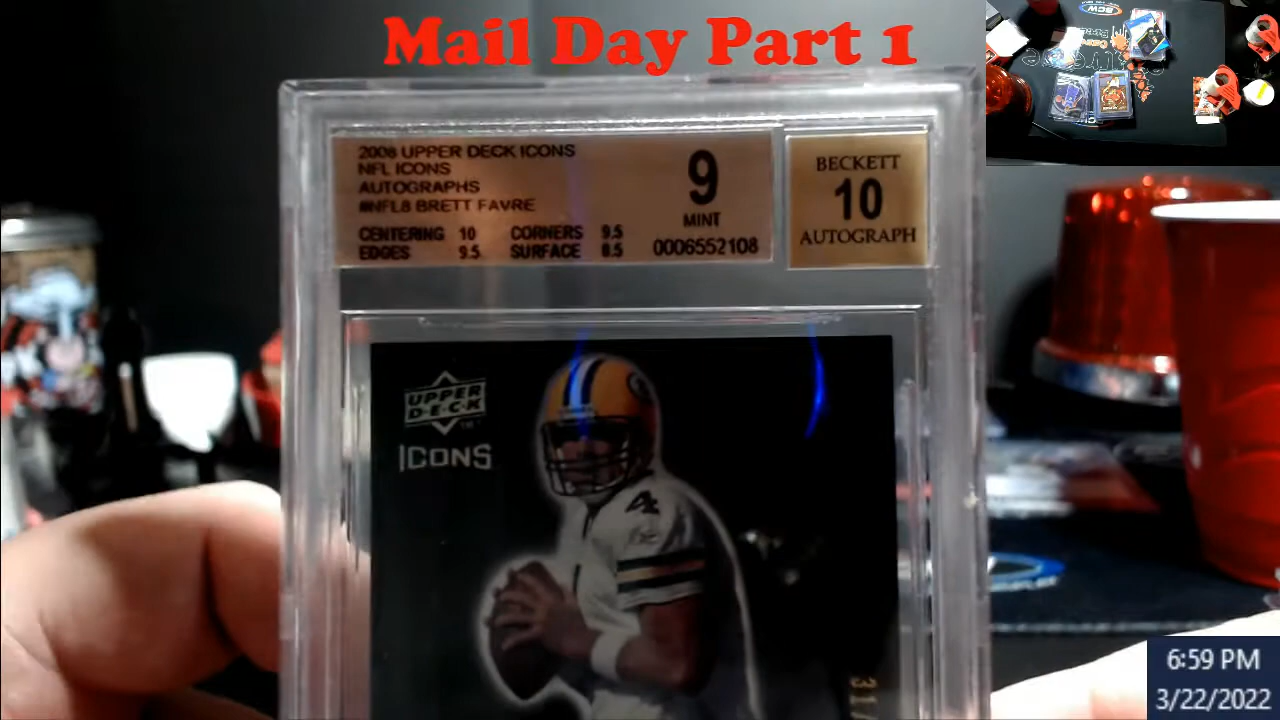 Mail Day Part 1
2008 UPPER DECK ICONS
NFL ICONS
AUTOGRAPHS
#NFL8 BRETT FAVRE
CENTERING 10 CORNERS 9.5
EDGES 9.5 SURFACE 8.5
9
MINT
0006552108
BECKETT
10
AUTOGRAPH
UPPER
DECK
ICONS
4
31/
6:59 PM
3/22/2022